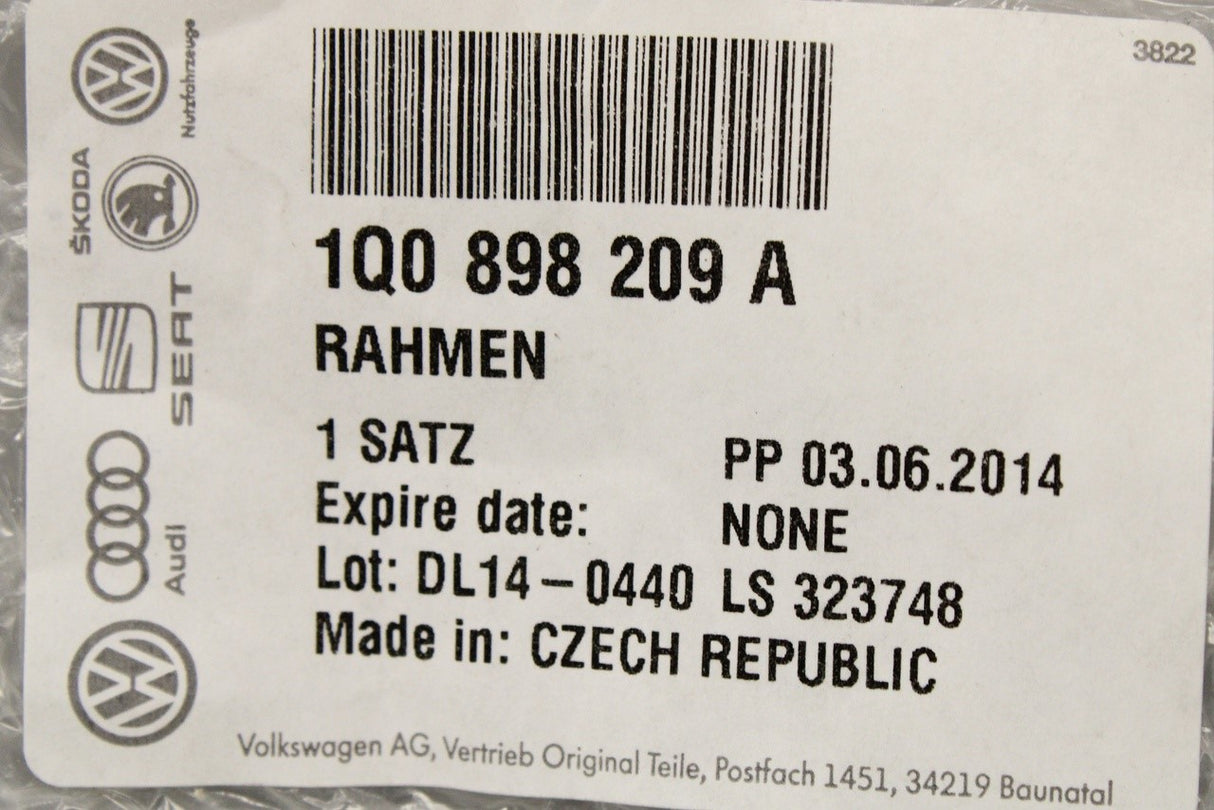 3822
Nutzfahrzeuge
ŠKODA
SEAT
Audi
1Q0 898 209 A
RAHMEN
1 SATZ PP 03.06.2014
Expire date: NONE
Lot: DL14-0440 LS 323748
Made in: CZECH REPUBLIC
Volkswagen AG, Vertrieb Original Teile, Postfach 1451, 34219 Baunatal